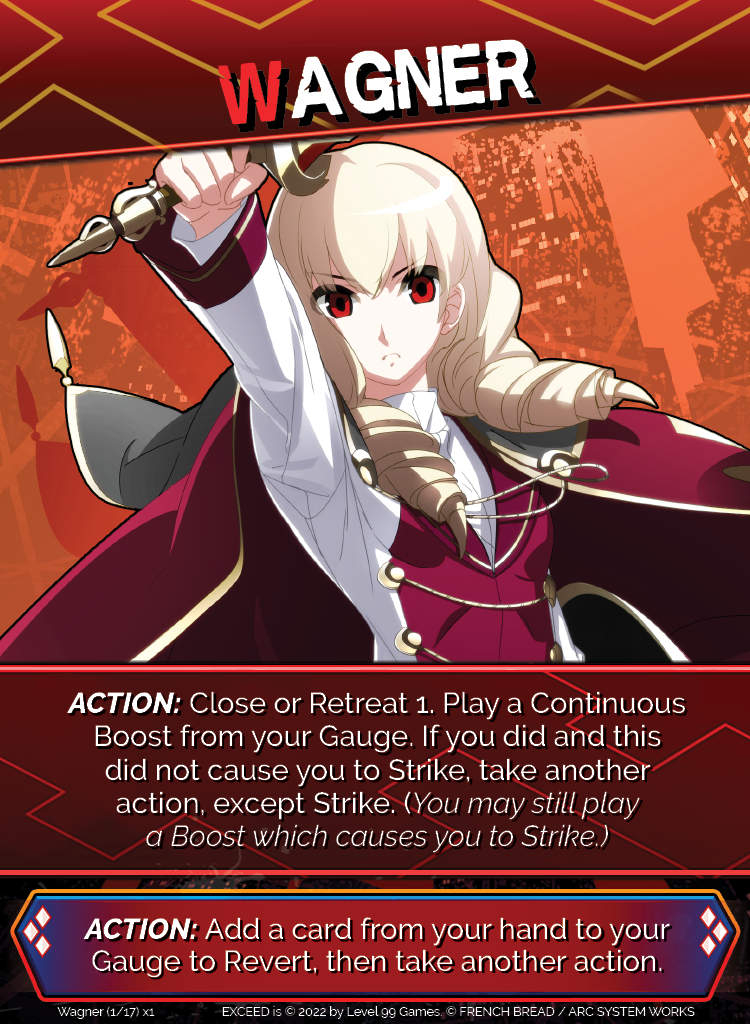 WAGNER
ACTION: Close or Retreat 1. Play a Continuous
Boost from your Gauge. If you did and this
did not cause you to Strike, take another
action, except Strike. (You may still play
a Boost which causes you to Strike.)
ACTION: Add a card from your hand to your
Gauge to Revert, then take another action.
Wagner (1/17) x1 EXCEED is © 2022 by Level 99 Games, © FRENCH BREAD / ARC SYSTEM WORKS